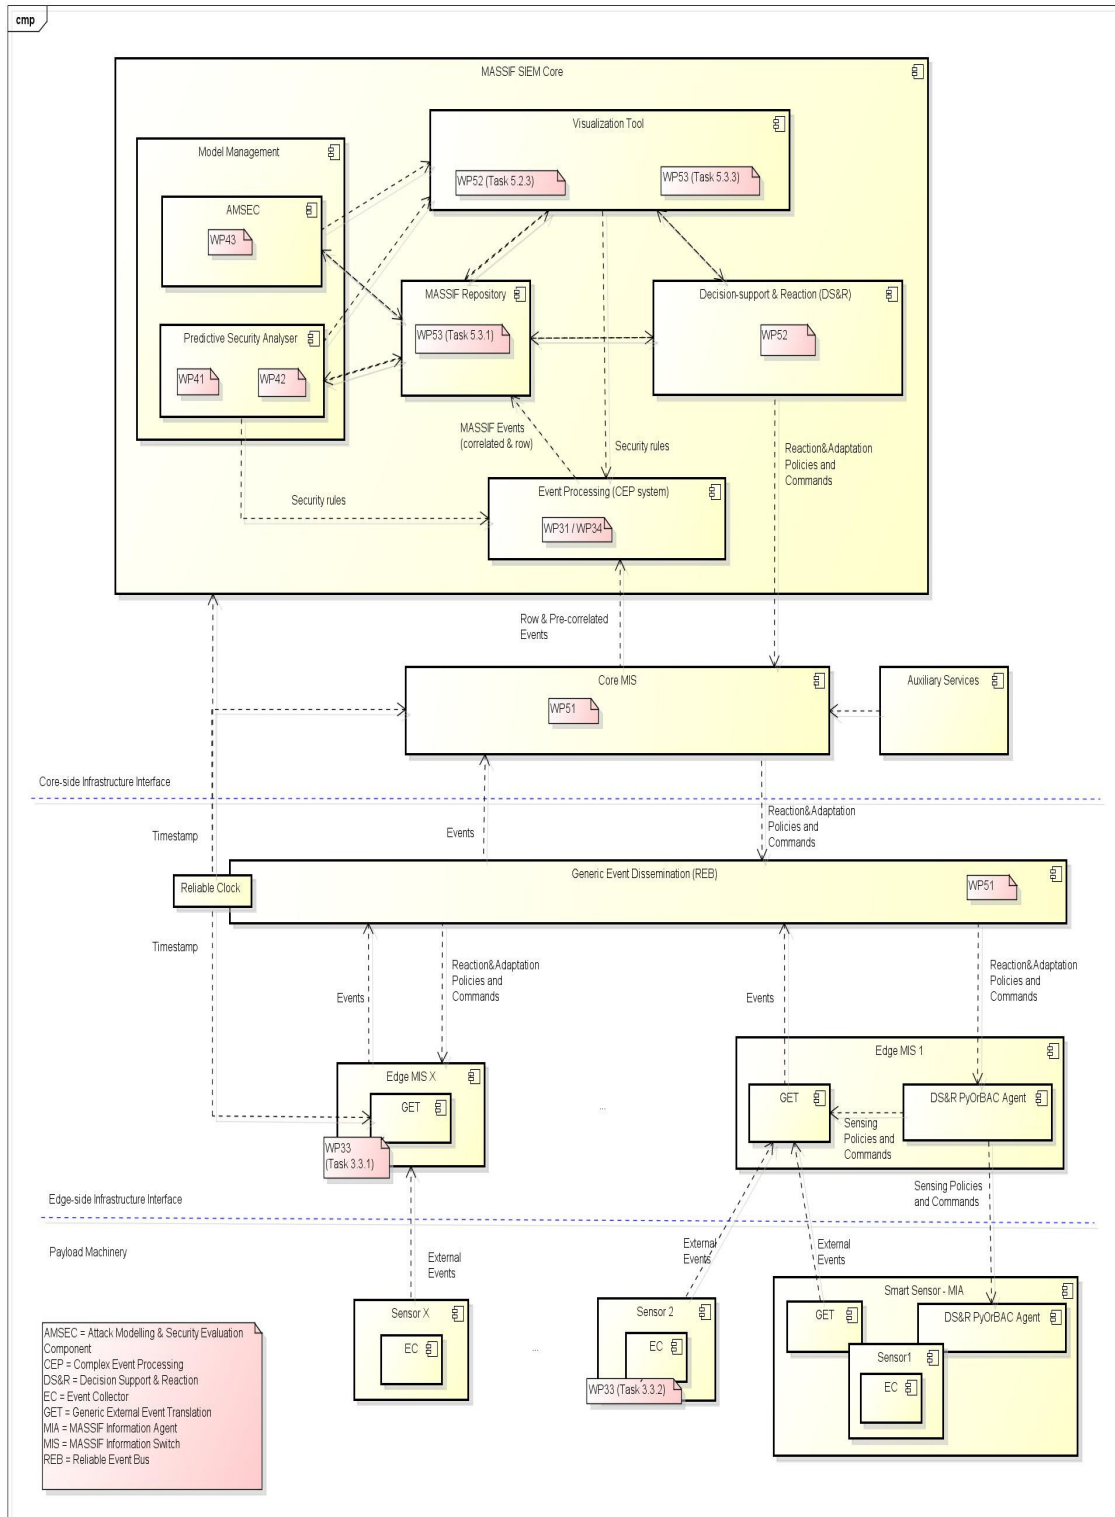 cmp
MASSIF SIEM Core
Visualization Tool
WP52 (Task 5.2.3)
WP53 (Task 5.3.3)
Model Management
AMSEC
WP43
MASSIF Repository
WP53 (Task 5.3.1)
Decision-support & Reaction (DS&R)
WP52
Predictive Security Analyser
WP41
WP42
MASSIF Events
(correlated & row)
Security rules
Reaction&Adaptation
Policies and
Commands
Security rules
Event Processing (CEP system)
WP31 / WP34
Row & Pre-correlated
Events
Core MIS
WP51
Auxiliary Services
Core-side Infrastructure Interface
Timestamp
Events
Reaction&Adaptation
Policies and
Commands
Reliable Clock
Generic Event Dissemination (REB)
WP51
Timestamp
Events
Reaction&Adaptation
Policies and
Commands
Events
Reaction&Adaptation
Policies and
Commands
Edge MIS X
GET
WP33
(Task 3.3.1)
...
Edge MIS 1
GET
DS&R PyOrBAC Agent
Sensing
Policies and
Commands
Sensing Policies
and Commands
Edge-side Infrastructure Interface
Payload Machinery
External
Events
External
Events
External
Events
Sensor X
EC
...
Sensor 2
EC
WP33 (Task 3.3.2)
Smart Sensor - MIA
GET
DS&R PyOrBAC Agent
Sensor1
EC
AMSEC = Attack Modelling & Security Evaluation
Component
CEP = Complex Event Processing
DS&R = Decision Support & Reaction
EC = Event Collector
GET = Generic External Event Translation
MIA = MASSIF Information Agent
MIS = MASSIF Information Switch
REB = Reliable Event Bus